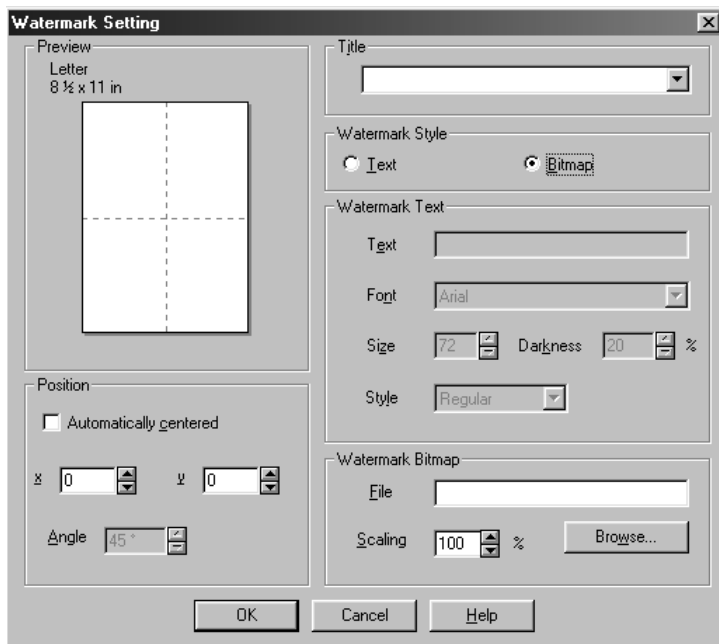 Watermark Setting
Preview
Letter
8 ½ x 11 in
Title
Watermark Style
Text
Bitmap
Watermark Text
Text
Font
Arial
Size
72
Darkness
20
%
Style
Regular
Position
Automatically centered
x
0
y
0
Angle
45 °
Watermark Bitmap
File
Scaling
100
%
Browse...
OK
Cancel
Help